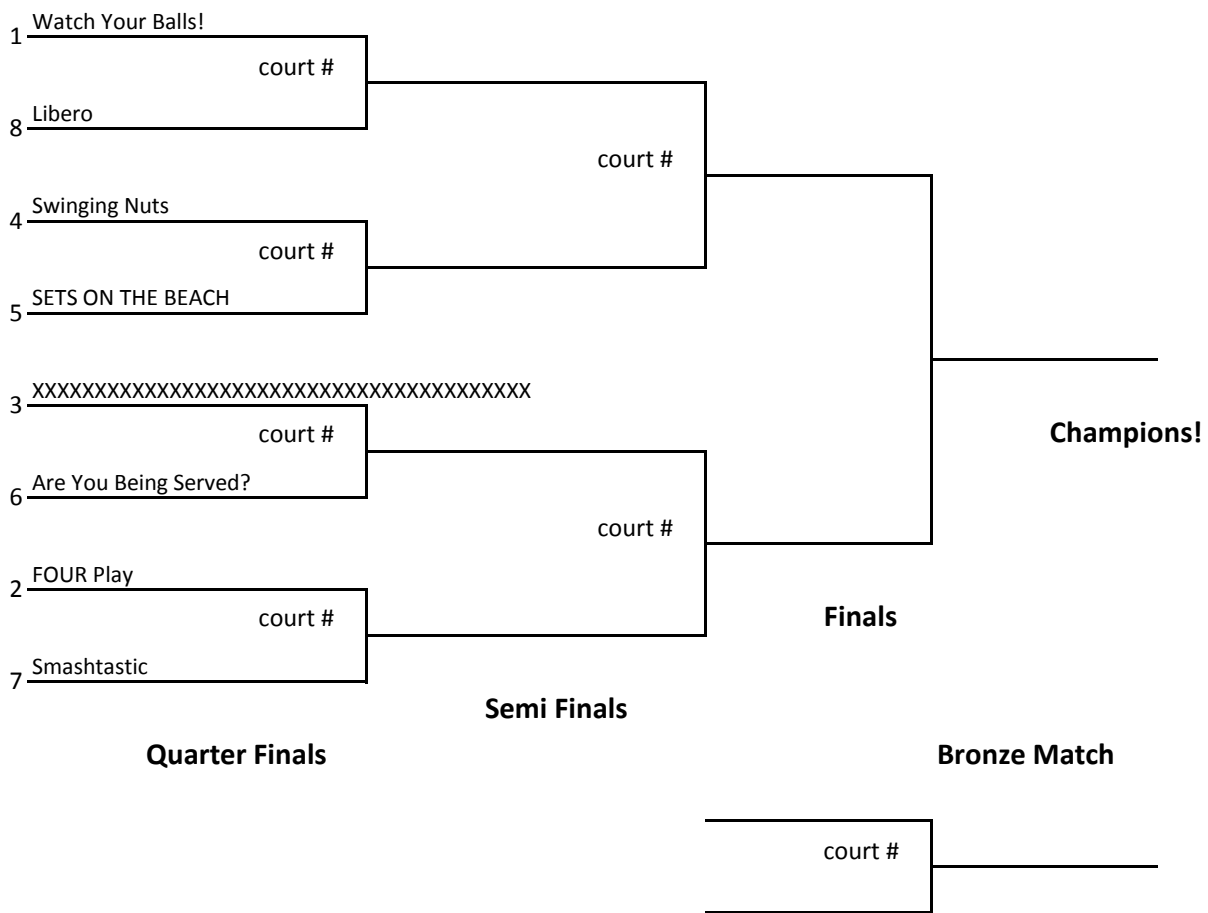 Watch Your Balls!
1
court #
Libero
8
court #
Swinging Nuts
4
court #
SETS ON THE BEACH
5
XXXXXXXXXXXXXXXXXXXXXXXXXXXXXXXXXXXXXXXX
3
court #
Champions!
Are You Being Served?
6
court #
FOUR Play
2
court #
Finals
Smashtastic
7
Semi Finals
Quarter Finals
Bronze Match
court #